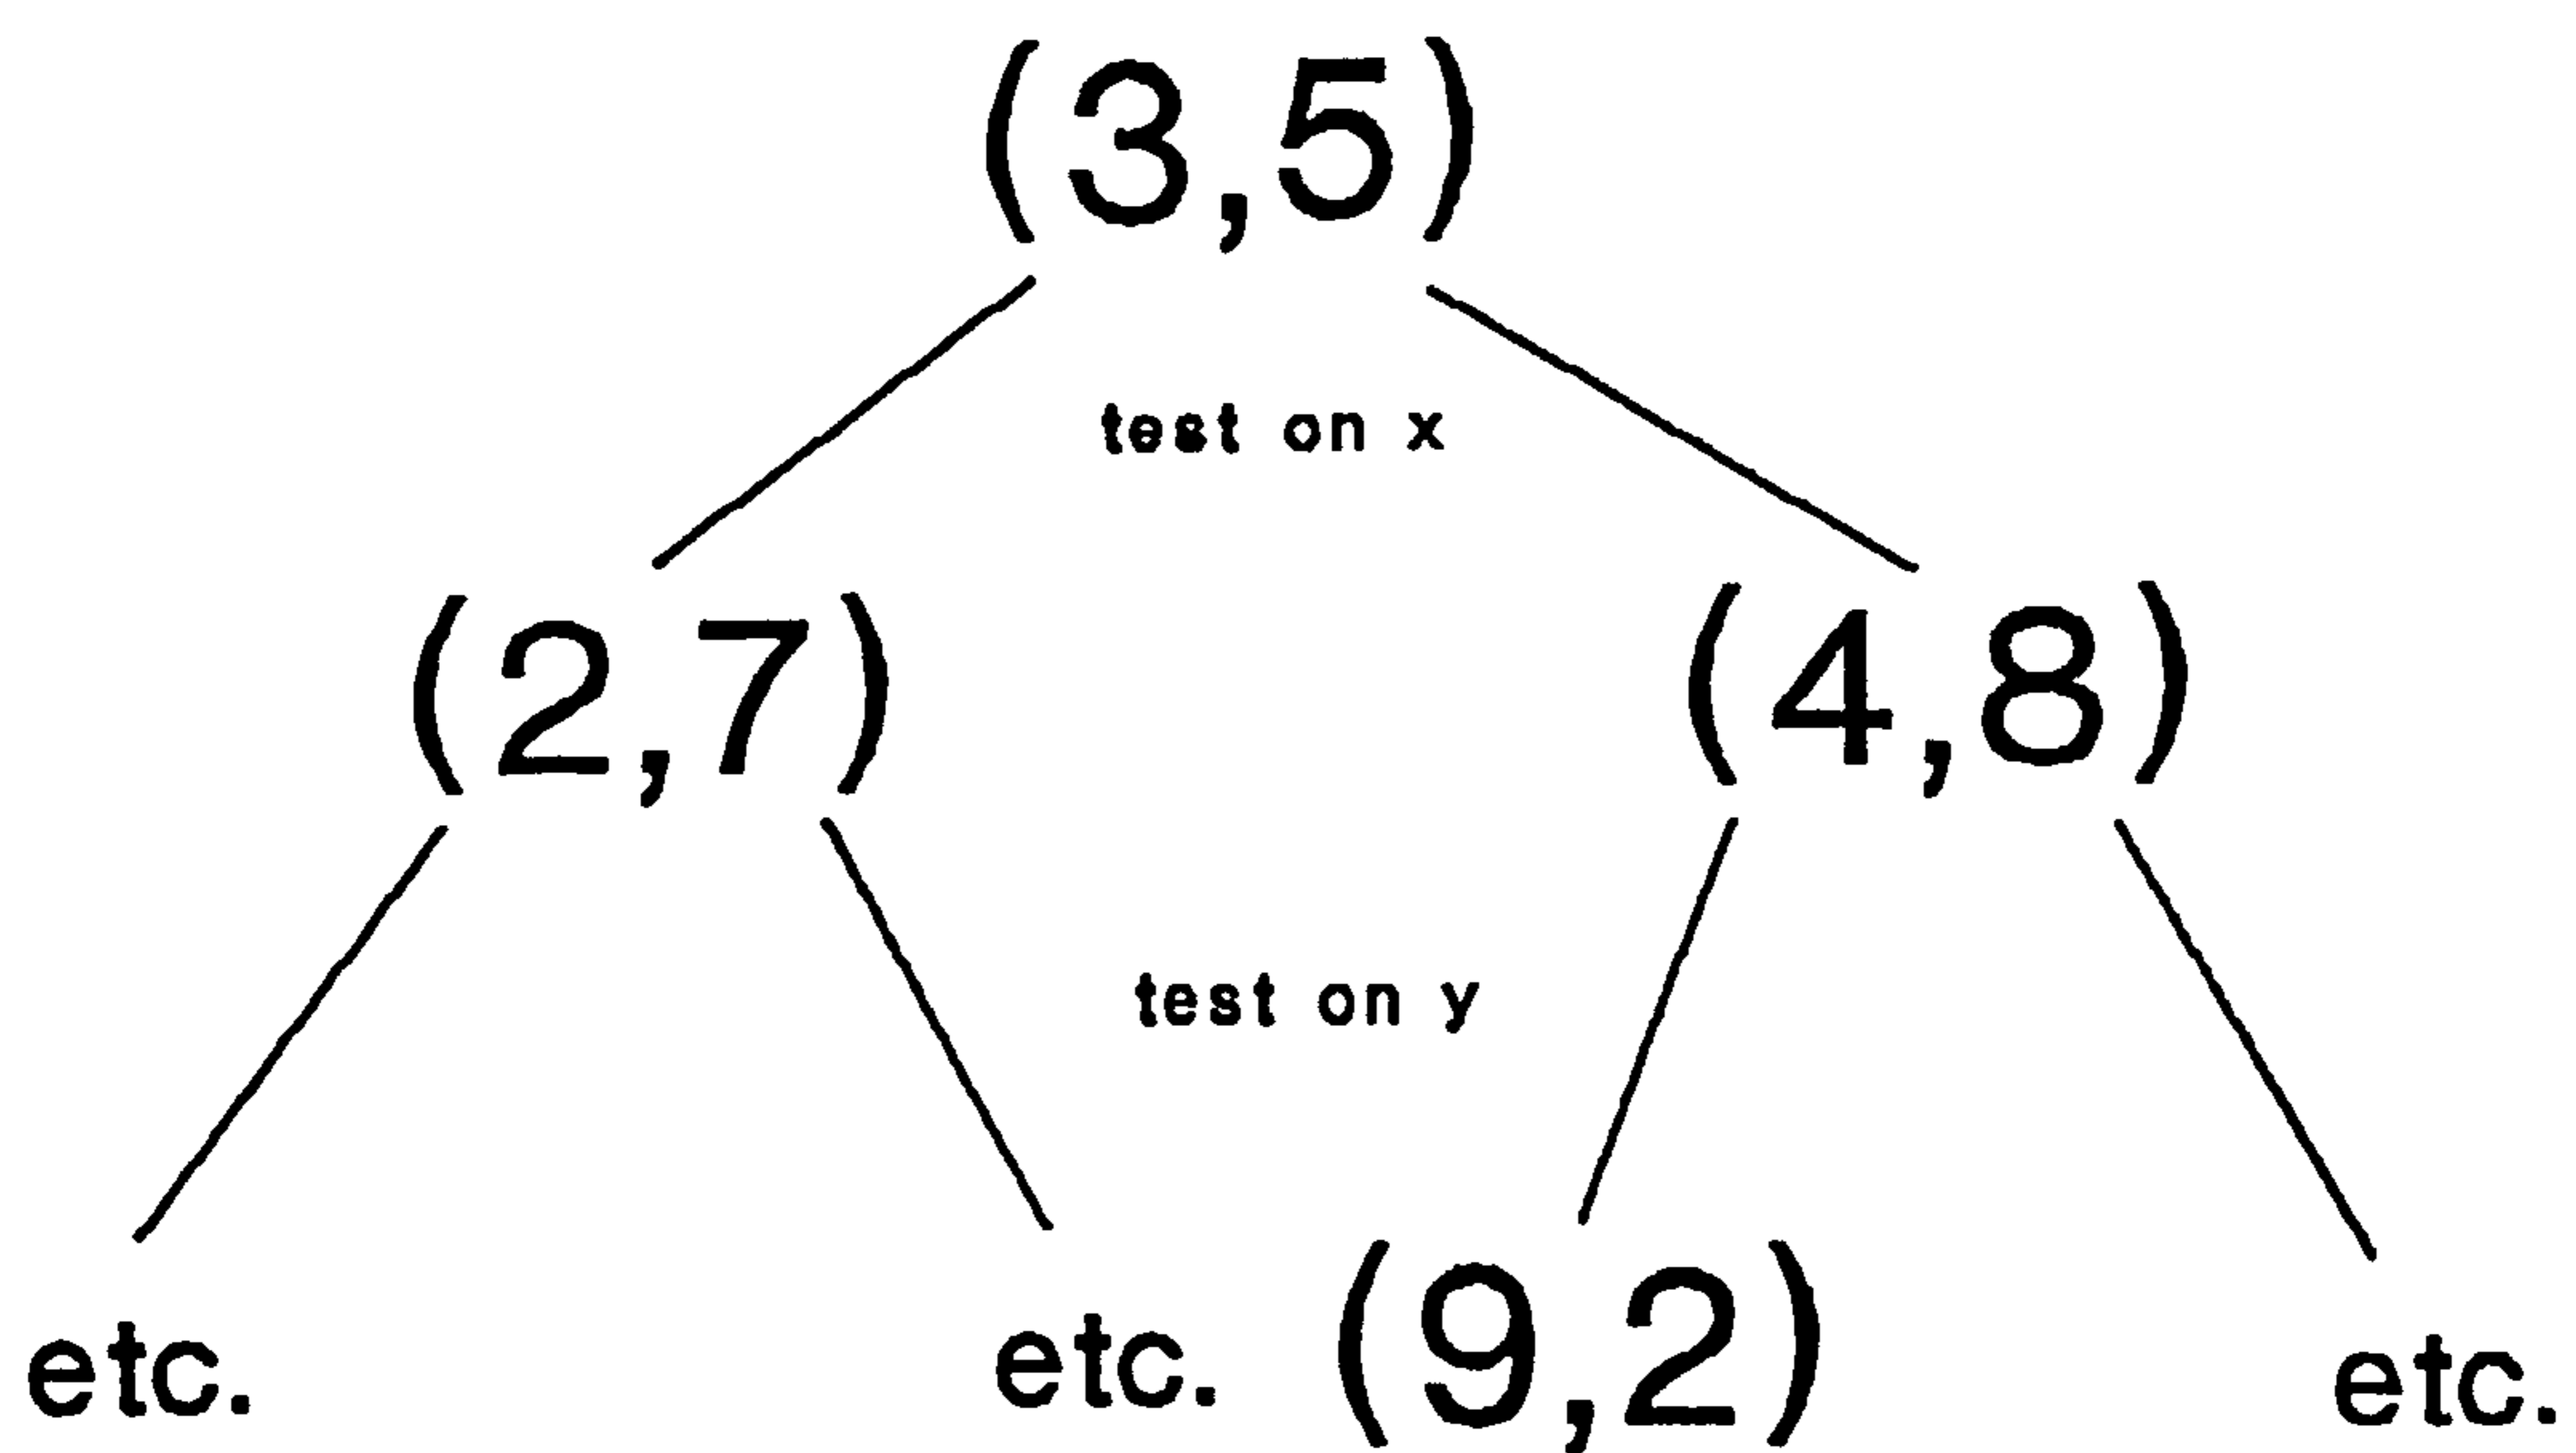 (3,5)
test on x
(2,7) (4,8)
test on y
etc. etc. (9,2) etc.